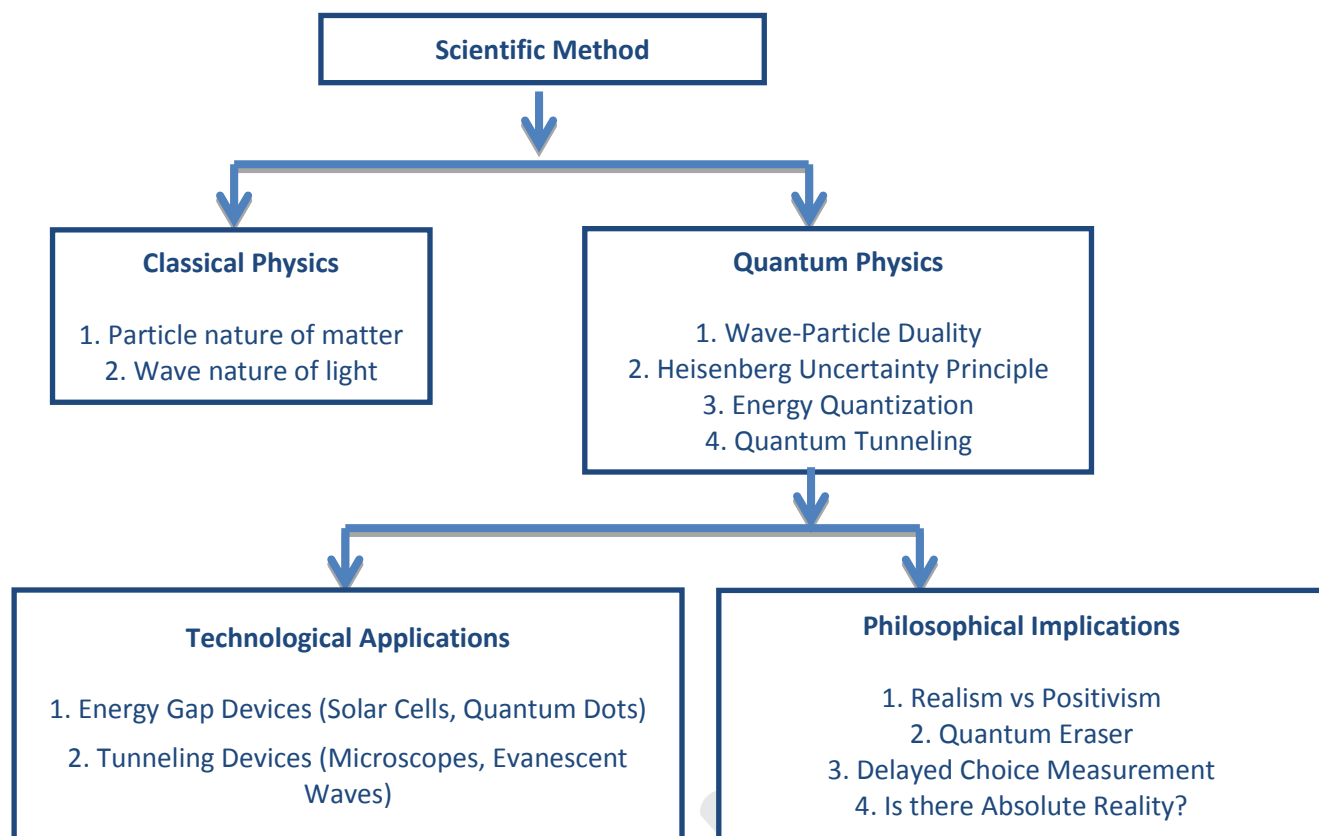 Scientific Method
Classical Physics
1. Particle nature of matter
2. Wave nature of light
Quantum Physics
1. Wave-Particle Duality
2. Heisenberg Uncertainty Principle
3. Energy Quantization
4. Quantum Tunneling
Technological Applications
1. Energy Gap Devices (Solar Cells, Quantum Dots)
2. Tunneling Devices (Microscopes, Evanescent
Waves)
Philosophical Implications
1. Realism vs Positivism
2. Quantum Eraser
3. Delayed Choice Measurement
4. Is there Absolute Reality?